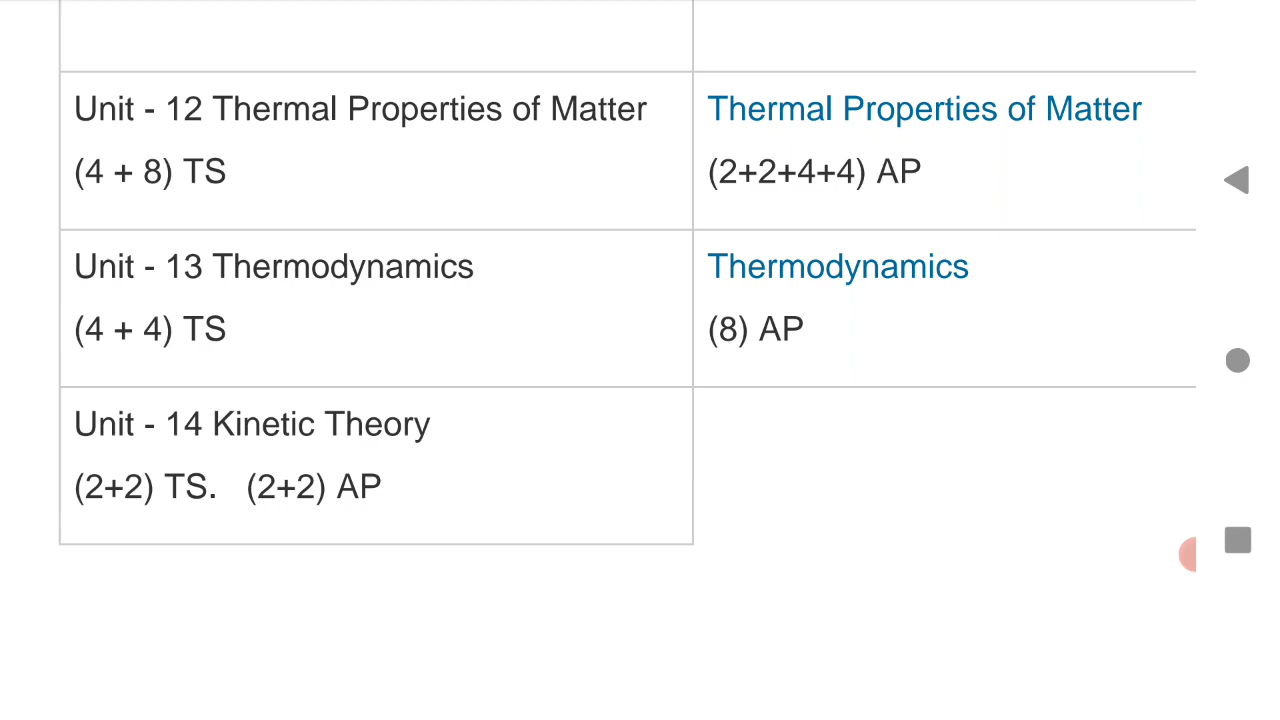 Unit - 12 Thermal Properties of Matter
(4 + 8) TS
Thermal Properties of Matter
(2+2+4+4) AP
Unit - 13 Thermodynamics
(4 + 4) TS
Thermodynamics
(8) AP
Unit - 14 Kinetic Theory
(2+2) TS.   (2+2) AP